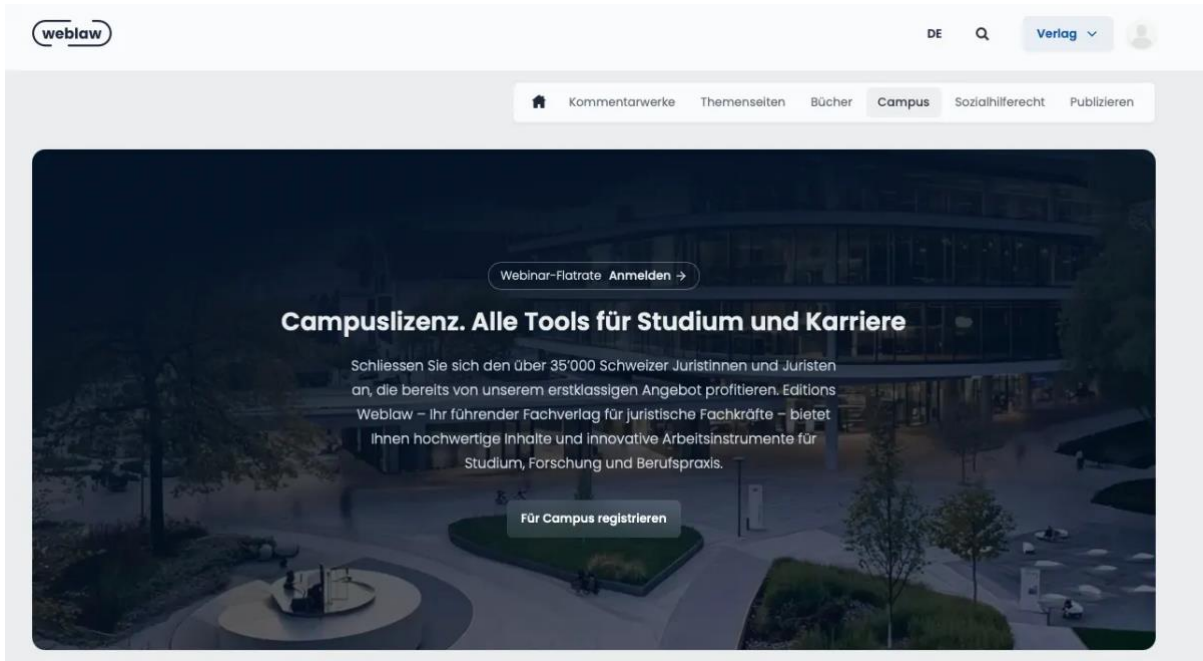 weblaw
DE
Verlag
Kommentarwerke Themenseiten Bücher Campus Sozialhilferecht Publizieren
Webinar-Flatrate Anmelden →
Campuslizenz. Alle Tools für Studium und Karriere
Schliessen Sie sich den über 35’000 Schweizer Juristinnen und Juristen
an, die bereits von unserem erstklassigen Angebot profitieren. Editions
Weblaw – Ihr führender Fachverlag für juristische Fachkräfte – bietet
Ihnen hochwertige Inhalte und innovative Arbeitsinstrumente für
Studium, Forschung und Berufspraxis.
Für Campus registrieren